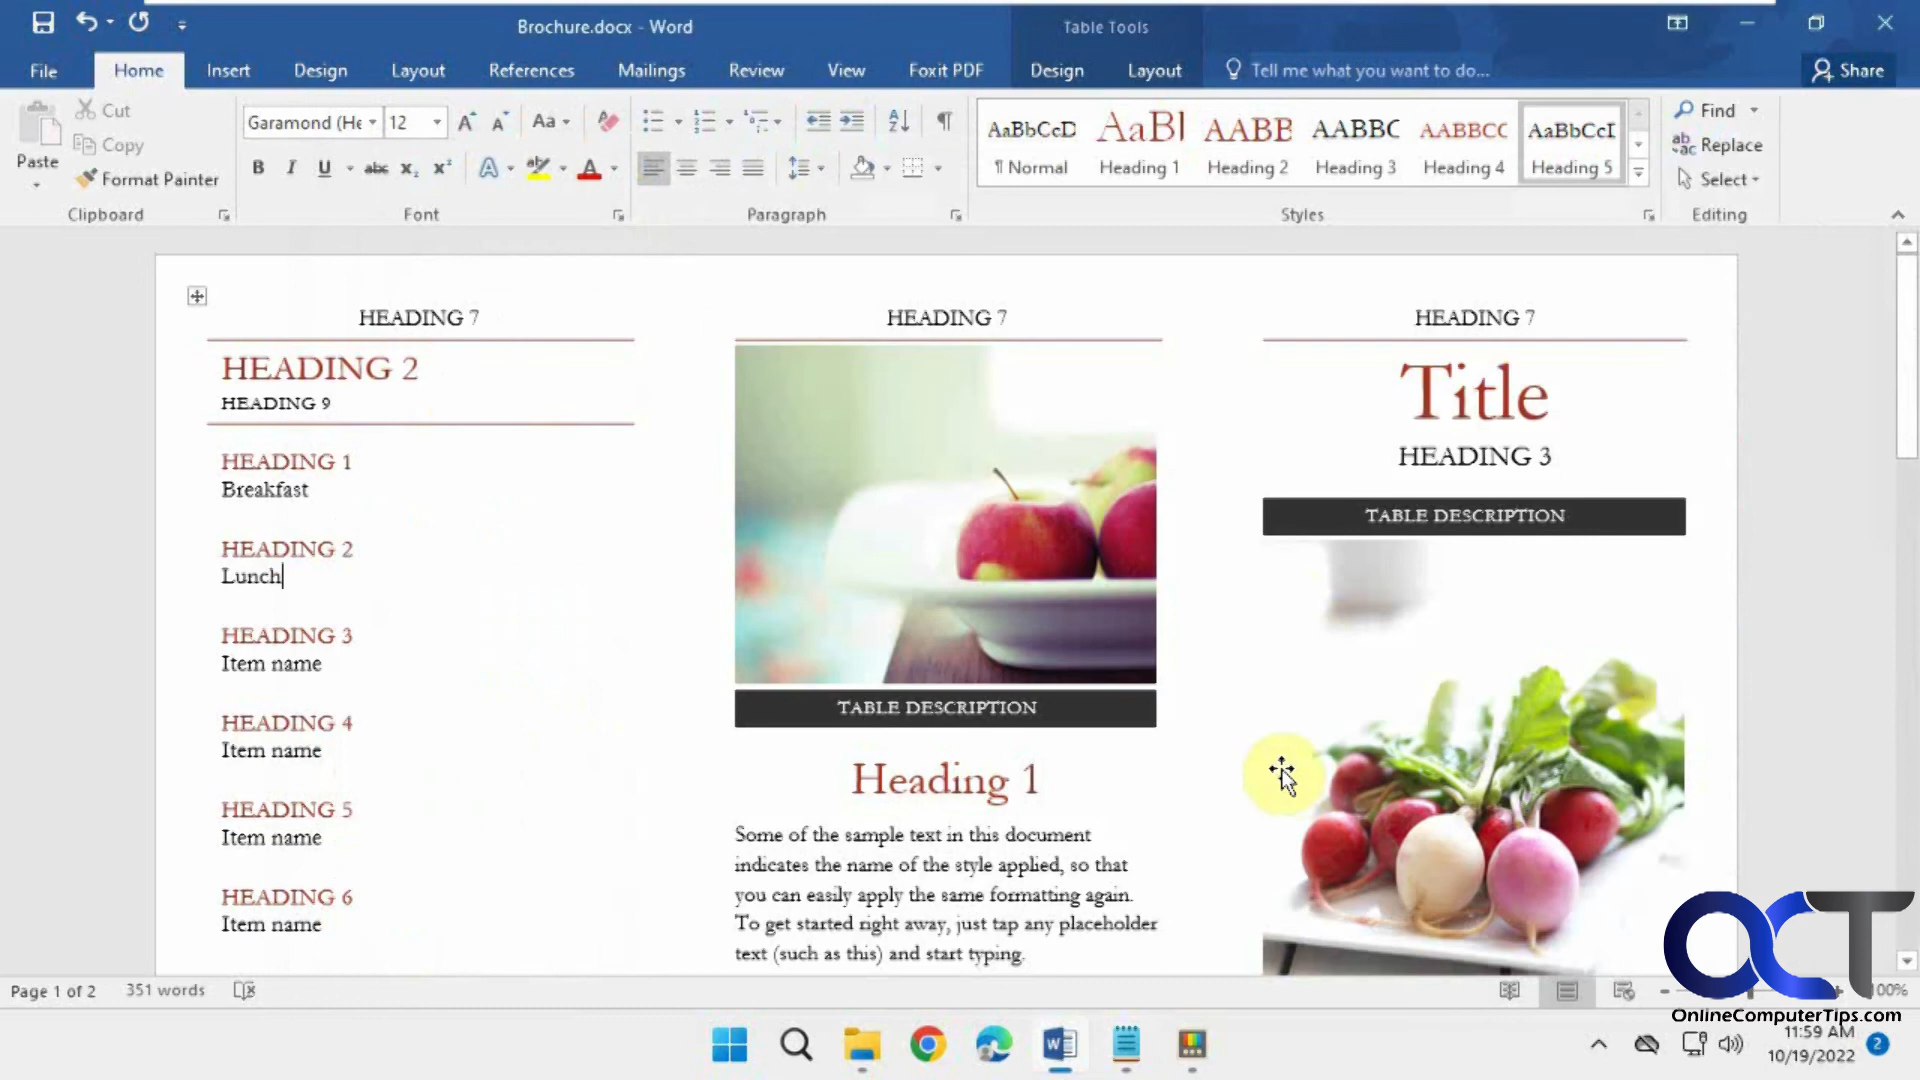 Brochure.docx - Word
Table Tools
File
Home
Insert
Design
Layout
References
Mailings
Review
View
Foxit PDF
Design
Layout
Tell me what you want to do...
Share
Paste
Cut
Copy
Format Painter
Clipboard
Garamond (He
12
Aa
B I U abc x₂ x²
Font
Paragraph
AaBbCcD
¶ Normal
AaBl
Heading 1
AABB
Heading 2
AABBC
Heading 3
AABBCC
Heading 4
AaBbCcI
Heading 5
Styles
Find
Replace
Select
Editing
HEADING 7
HEADING 2
HEADING 9
HEADING 1
Breakfast
HEADING 2
Lunch
HEADING 3
Item name
HEADING 4
Item name
HEADING 5
Item name
HEADING 6
Item name
HEADING 7
TABLE DESCRIPTION
Heading 1
Some of the sample text in this document
indicates the name of the style applied, so that
you can easily apply the same formatting again.
To get started right away, just tap any placeholder
text (such as this) and start typing.
HEADING 7
Title
HEADING 3
TABLE DESCRIPTION
OCT
OnlineComputerTips.com
Page 1 of 2
351 words
100%
11:59 AM
10/19/2022
2